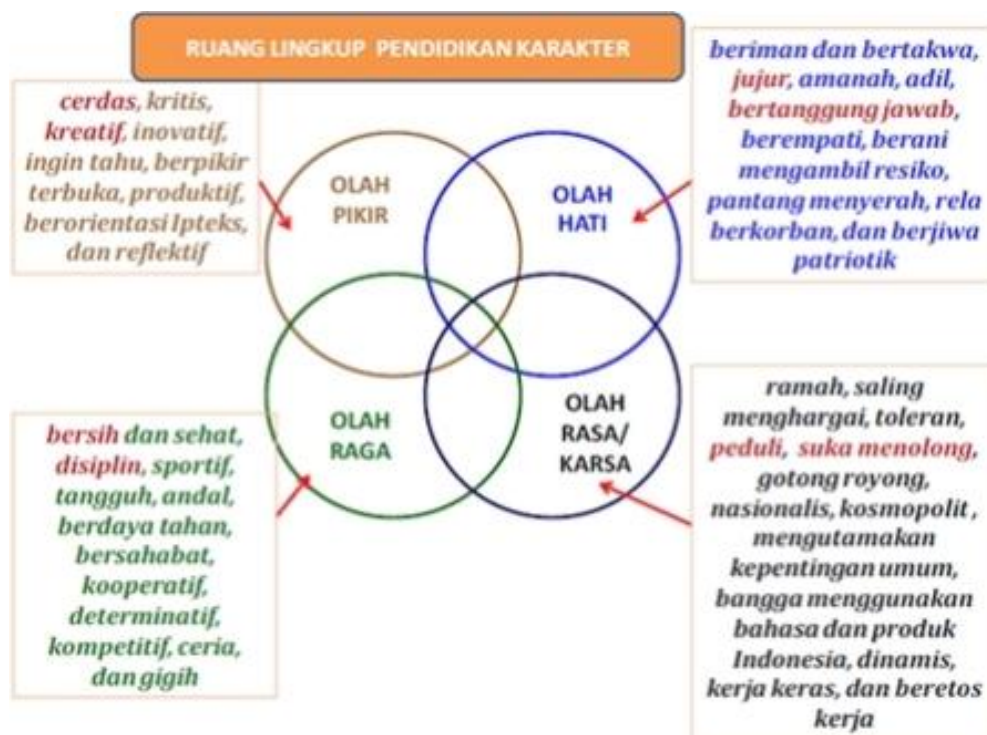 RUANG LINGKUP PENDIDIKAN KARAKTER
cerdas, kritis,
kreatif, inovatif,
ingin tahu, berpikir
terbuka, produktif,
berorientasi Ipteks,
dan reflektif
OLAH
PIKIR
OLAH
HATI
beriman dan bertakwa,
jujur, amanah, adil,
bertanggung jawab,
berempati, berani
mengambil resiko,
pantang menyerah, rela
berkorban, dan berjiwa
patriotik
bersih dan sehat,
disiplin, sportif,
tangguh, andal,
berdaya tahan,
bersahabat,
kooperatif,
determinatif,
kompetitif, ceria,
dan gigih
OLAH
RAGA
OLAH
RASA/
KARSA
ramah, saling
menghargai, toleran,
peduli, suka menolong,
gotong royong,
nasionalis, kosmopolit ,
mengutamakan
kepentingan umum,
bangga menggunakan
bahasa dan produk
Indonesia, dinamis,
kerja keras, dan beretos
kerja